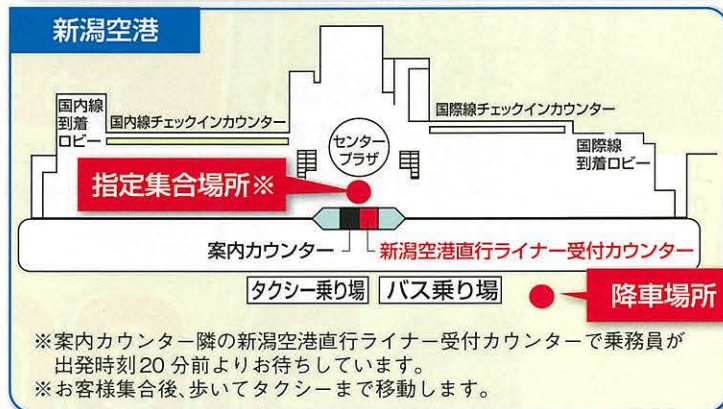 新潟空港
国内線
到着
ロビー
国内線チェックインカウンター
センター
プラザ
国際線チェックインカウンター
国際線
到着ロビー
指定集合場所※
案内カウンター
新潟空港直行ライナー受付カウンター
タクシー乗り場
バス乗り場
降車場所
※案内カウンター隣の新潟空港直行ライナー受付カウンターで乗務員が
出発時刻20分前よりお待ちしています。
※お客様集合後、歩いてタクシーまで移動します。